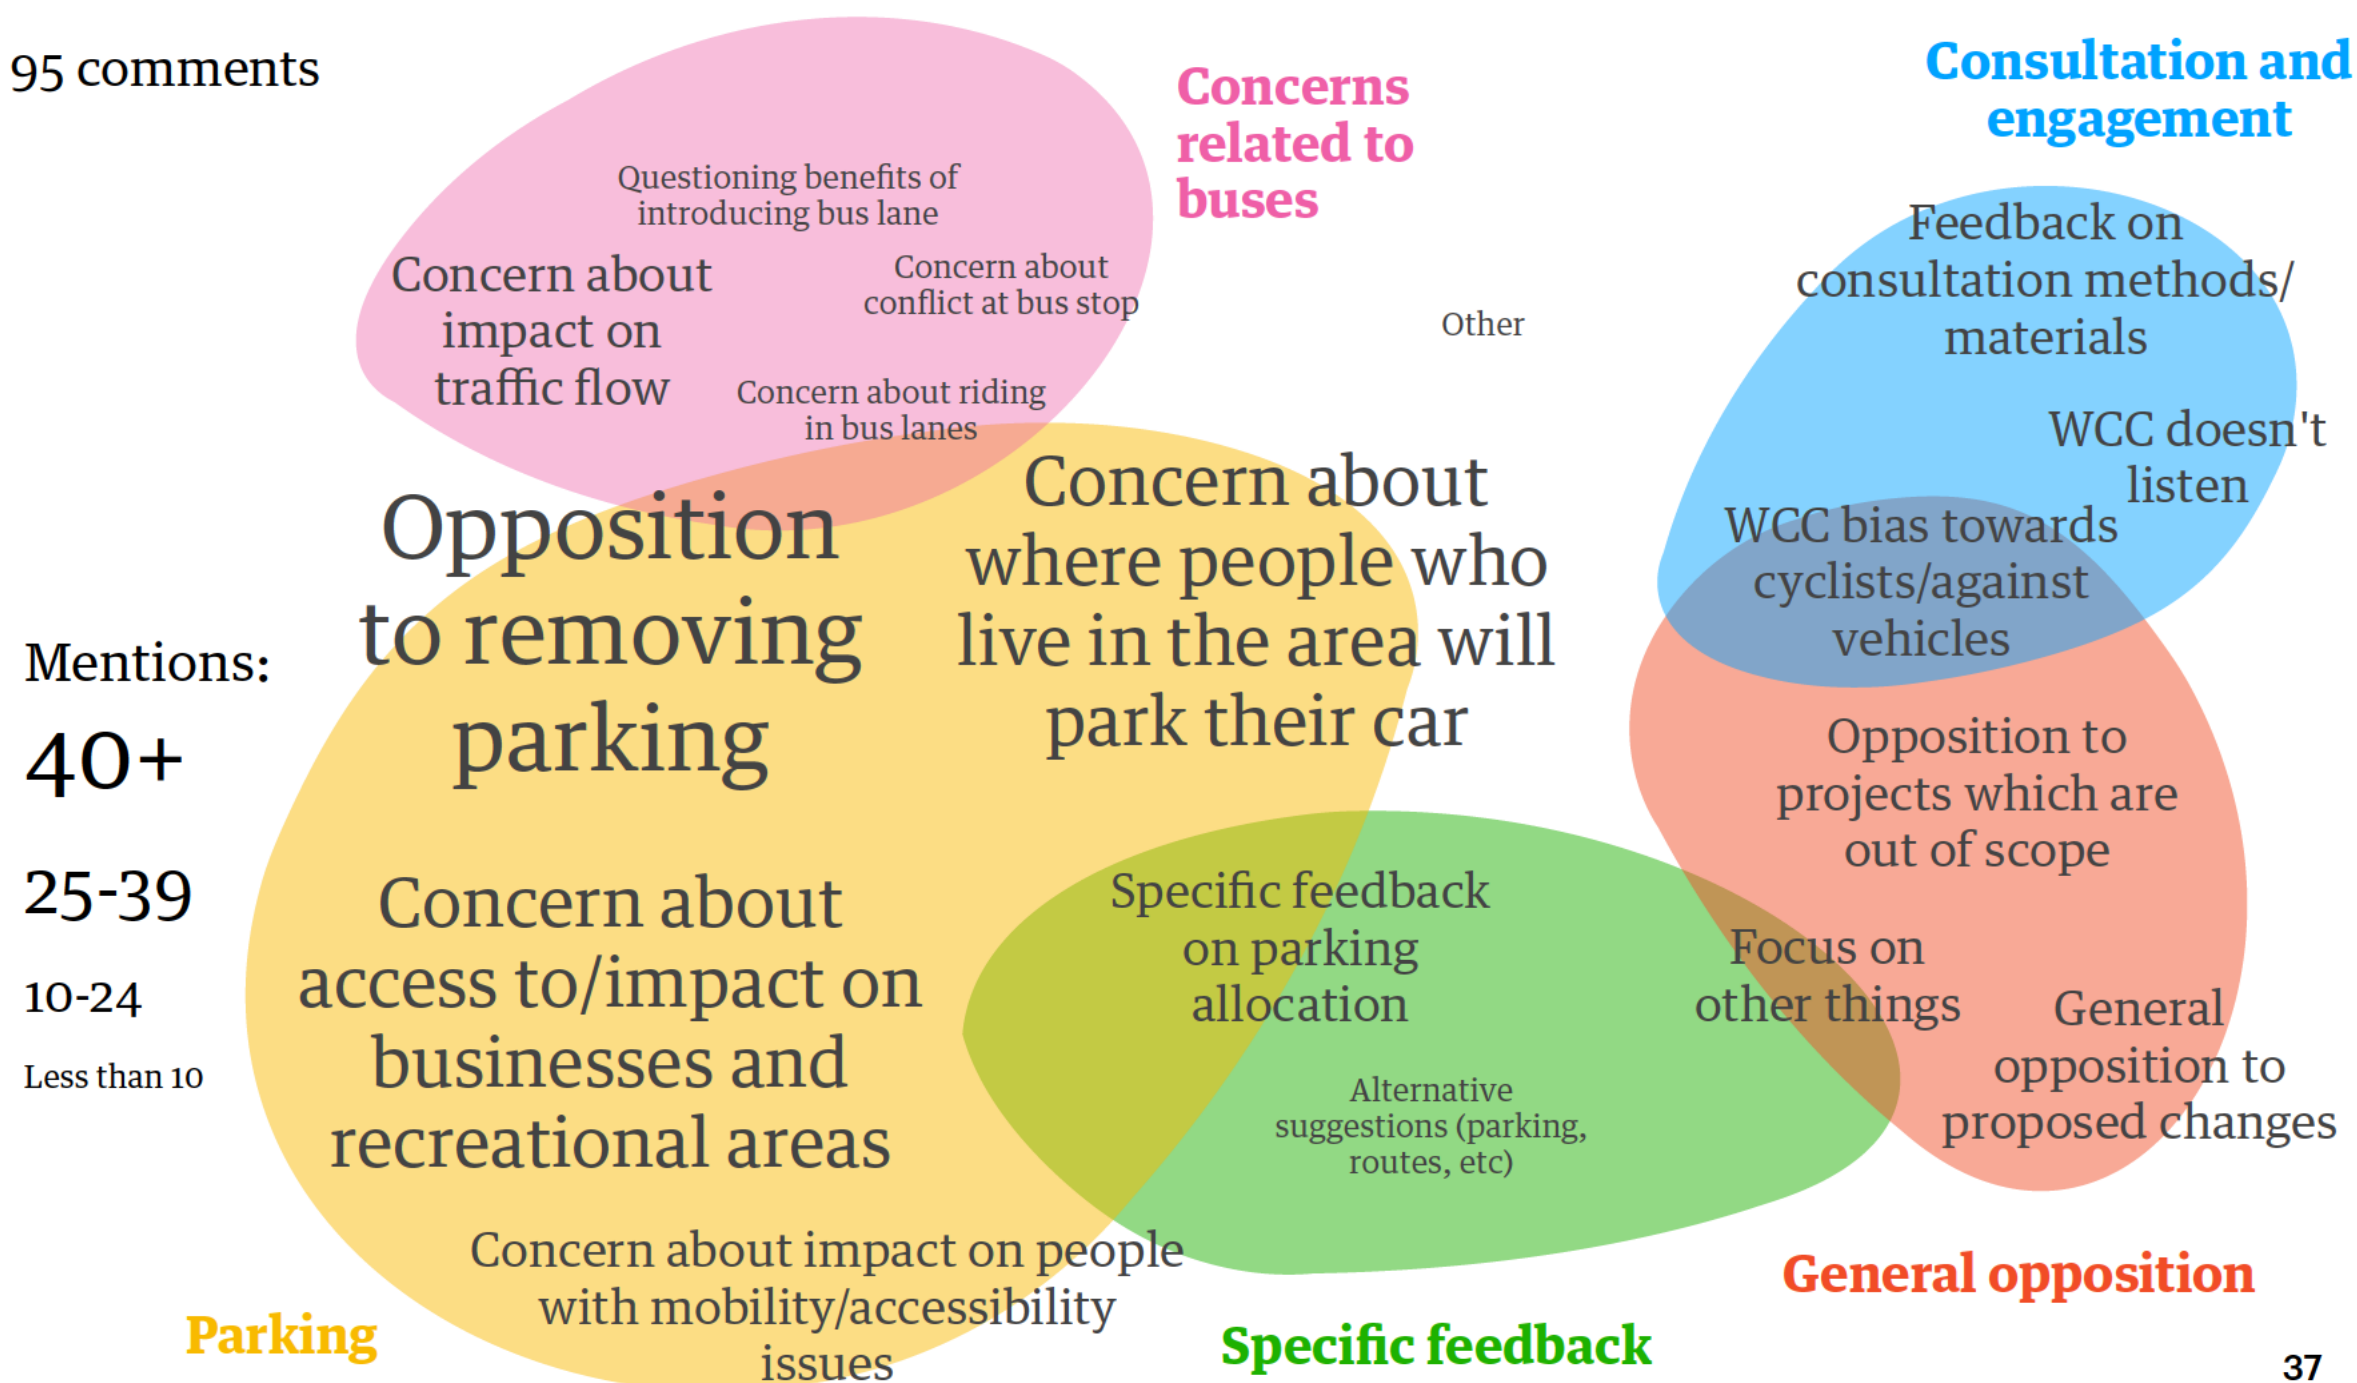 95 comments
Concerns
related to
buses
Consultation and
engagement
Questioning benefits of
introducing bus lane
Concern about
impact on
traffic flow
Concern about
conflict at bus stop
Concern about riding
in bus lanes
Other
Feedback on
consultation methods/
materials
WCC doesn't
listen
WCC bias towards
cyclists/against
vehicles
Opposition
to removing
parking
Concern about
where people who
live in the area will
park their car
Mentions:
40+
25-39
10-24
Less than 10
Opposition to
projects which are
out of scope
Concern about
access to/impact on
businesses and
recreational areas
Specific feedback
on parking
allocation
Focus on
other things
General
opposition to
proposed changes
Alternative
suggestions (parking,
routes, etc)
Concern about impact on people
with mobility/accessibility
issues
Parking
Specific feedback
General opposition
37